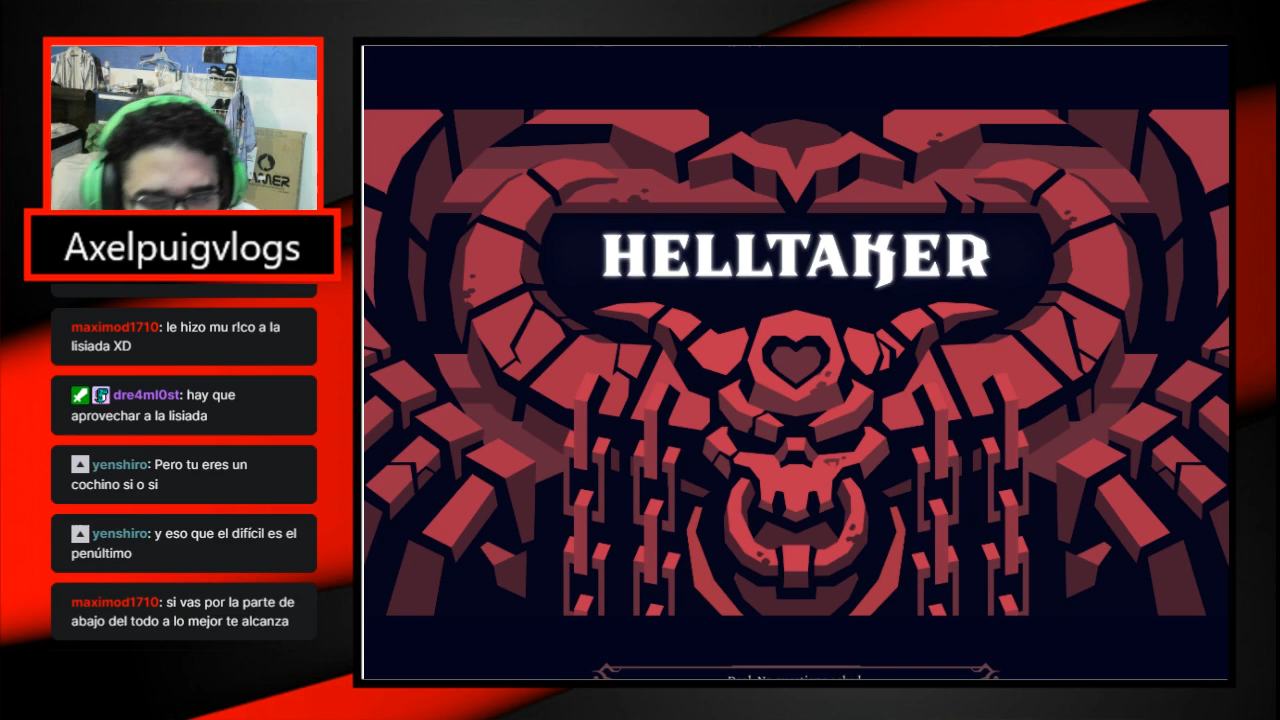 Axelpuigvlogs
maximod1710: le hizo mu rIco a la
lisiada XD
dre4ml0st: hay que
aprovechar a la lisiada
yenshiro: Pero tu eres un
cochino si o si
yenshiro: y eso que el difícil es el
penúltimo
maximod1710: si vas por la parte de
abajo del todo a lo mejor te alcanza
HELLTAKER